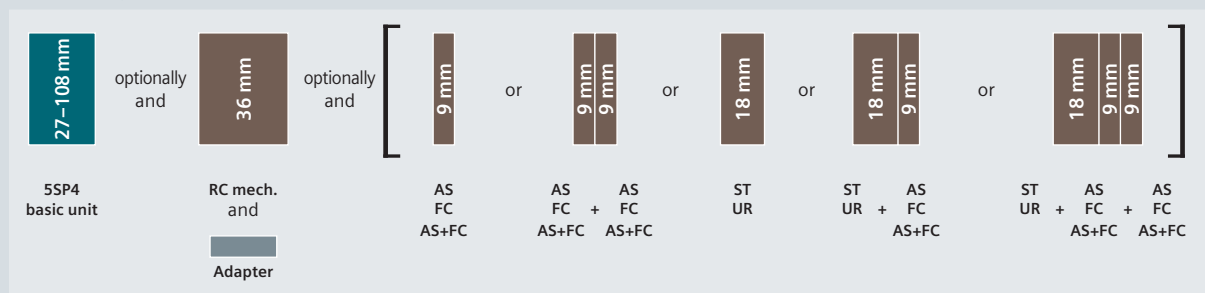 27–108 mm
optionally
and
36 mm
optionally
and
9 mm
or
9 mm
9 mm
or
18 mm
or
18 mm
9 mm
or
18 mm
9 mm
9 mm
5SP4
basic unit
RC mech.
and
Adapter
AS
FC
AS+FC
AS AS
FC + FC
AS+FC AS+FC
ST
UR
ST AS
UR + FC
AS+FC
ST AS AS
UR + FC + FC
AS+FC AS+FC